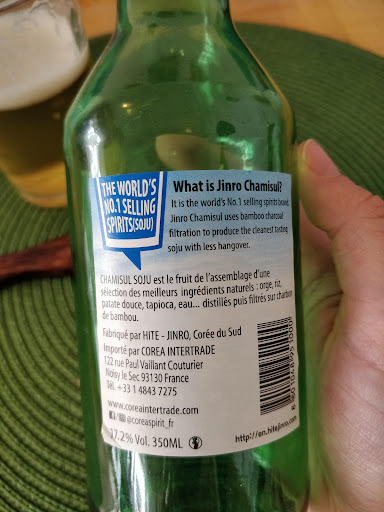 THE WORLD'S
NO.1 SELLING
SPIRITS(SOJU)
What is Jinro Chamisul?
It is the world's No.1 selling spirits brand.
Jinro Chamisul uses bamboo charcoal
filtration to produce the cleanest tasting
soju with less hangover.
CHAMISUL SOJU est le fruit de l'assemblage d'une
sélection des meilleurs ingrédients naturels : orge, riz,
patate douce, tapioca, eau... distillés puis filtrés sur charbon
de bambou.
Fabriqué par HITE - JINRO, Corée du Sud
Importé par COREA INTERTRADE
122 rue Paul Vaillant Couturier
Noisy le Sec 93130 France
Tél. +33 1 4843 7275
www.coreaintertrade.com
@coreaspirit_fr
17.2% Vol. 350ML
http://en.hitejinro.com